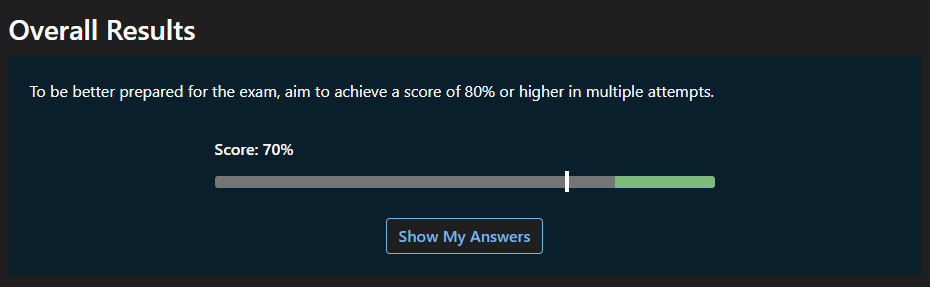 Overall Results
To be better prepared for the exam, aim to achieve a score of 80% or higher in multiple attempts.
Score: 70%
Show My Answers